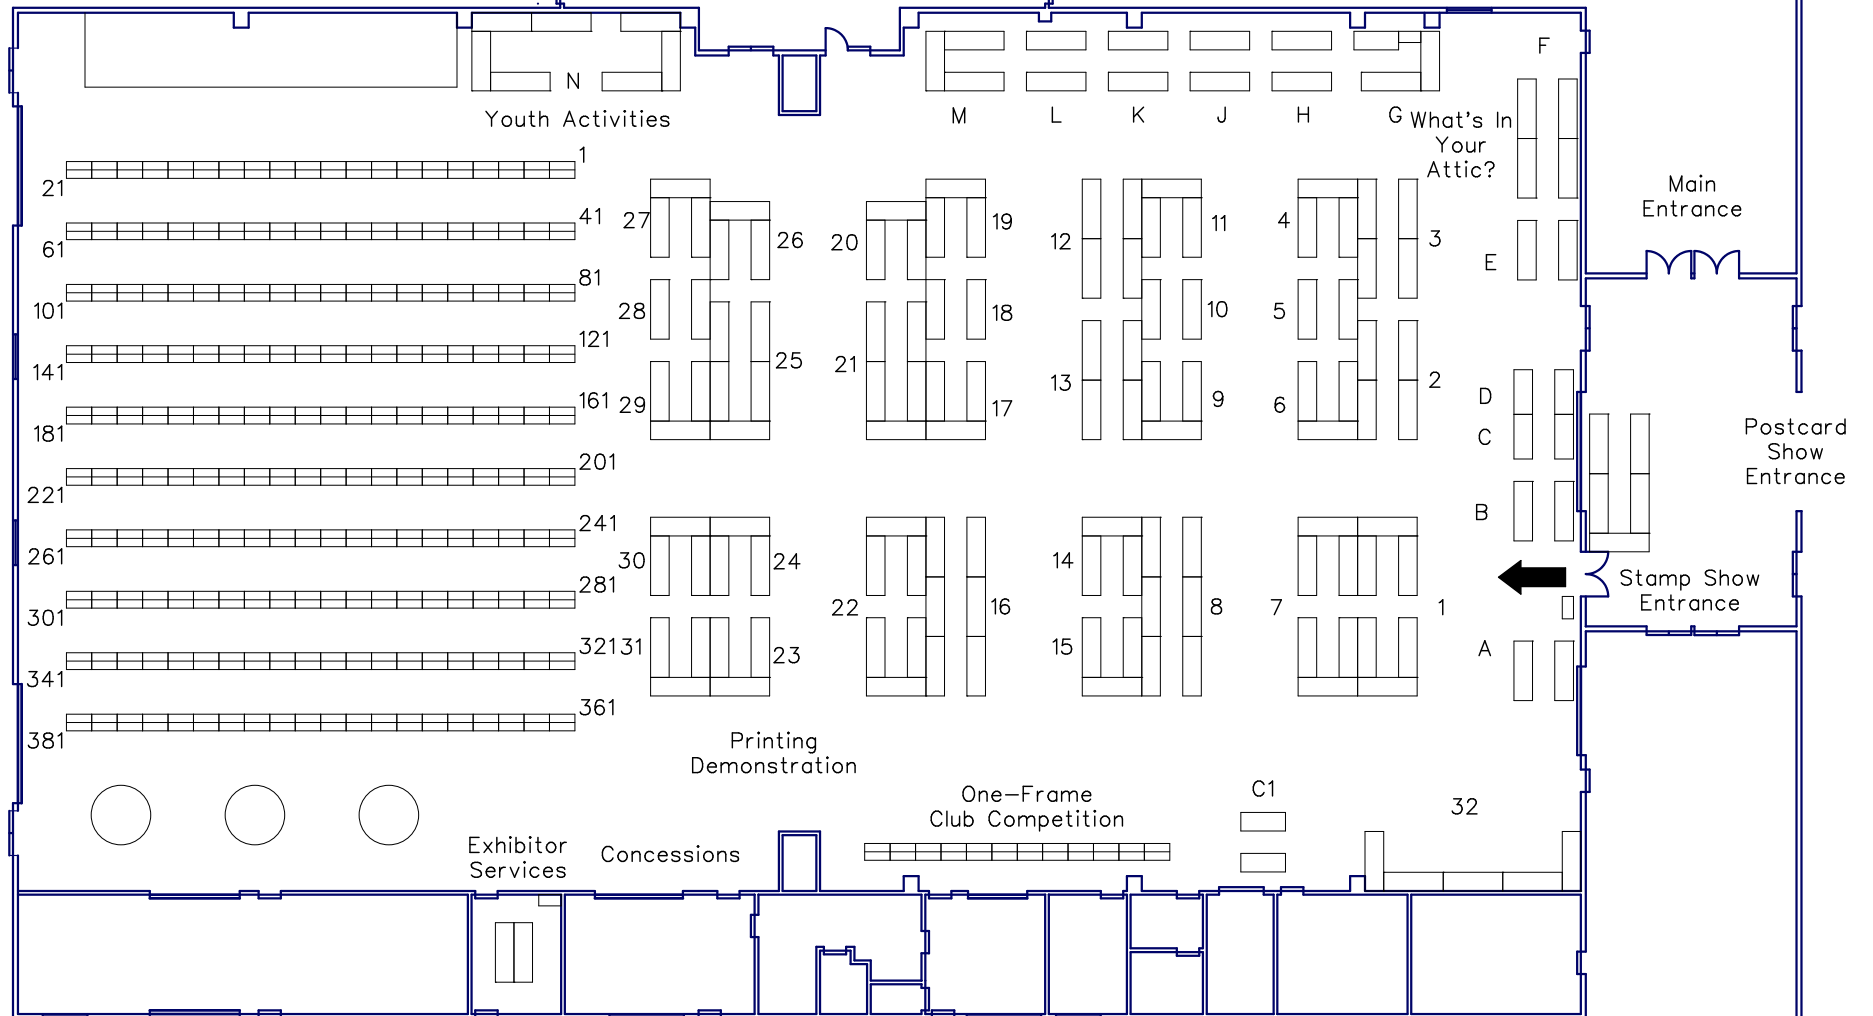 F
N
Youth Activities
M
L
K
J
H
G
What's In
Your
Attic?
Main
Entrance
1
21
41
61
81
101
121
141
161
181
201
221
241
261
281
301
321
341
361
381
27
26
20
19
12
11
4
3
E
28
25
21
18
13
10
5
2
29
17
9
6
D
C
B
Postcard
Show
Entrance
30
24
22
16
14
8
7
1
Stamp Show
Entrance
31
23
15
A
Printing
Demonstration
One-Frame
Club Competition
C1
32
Exhibitor
Services
Concessions